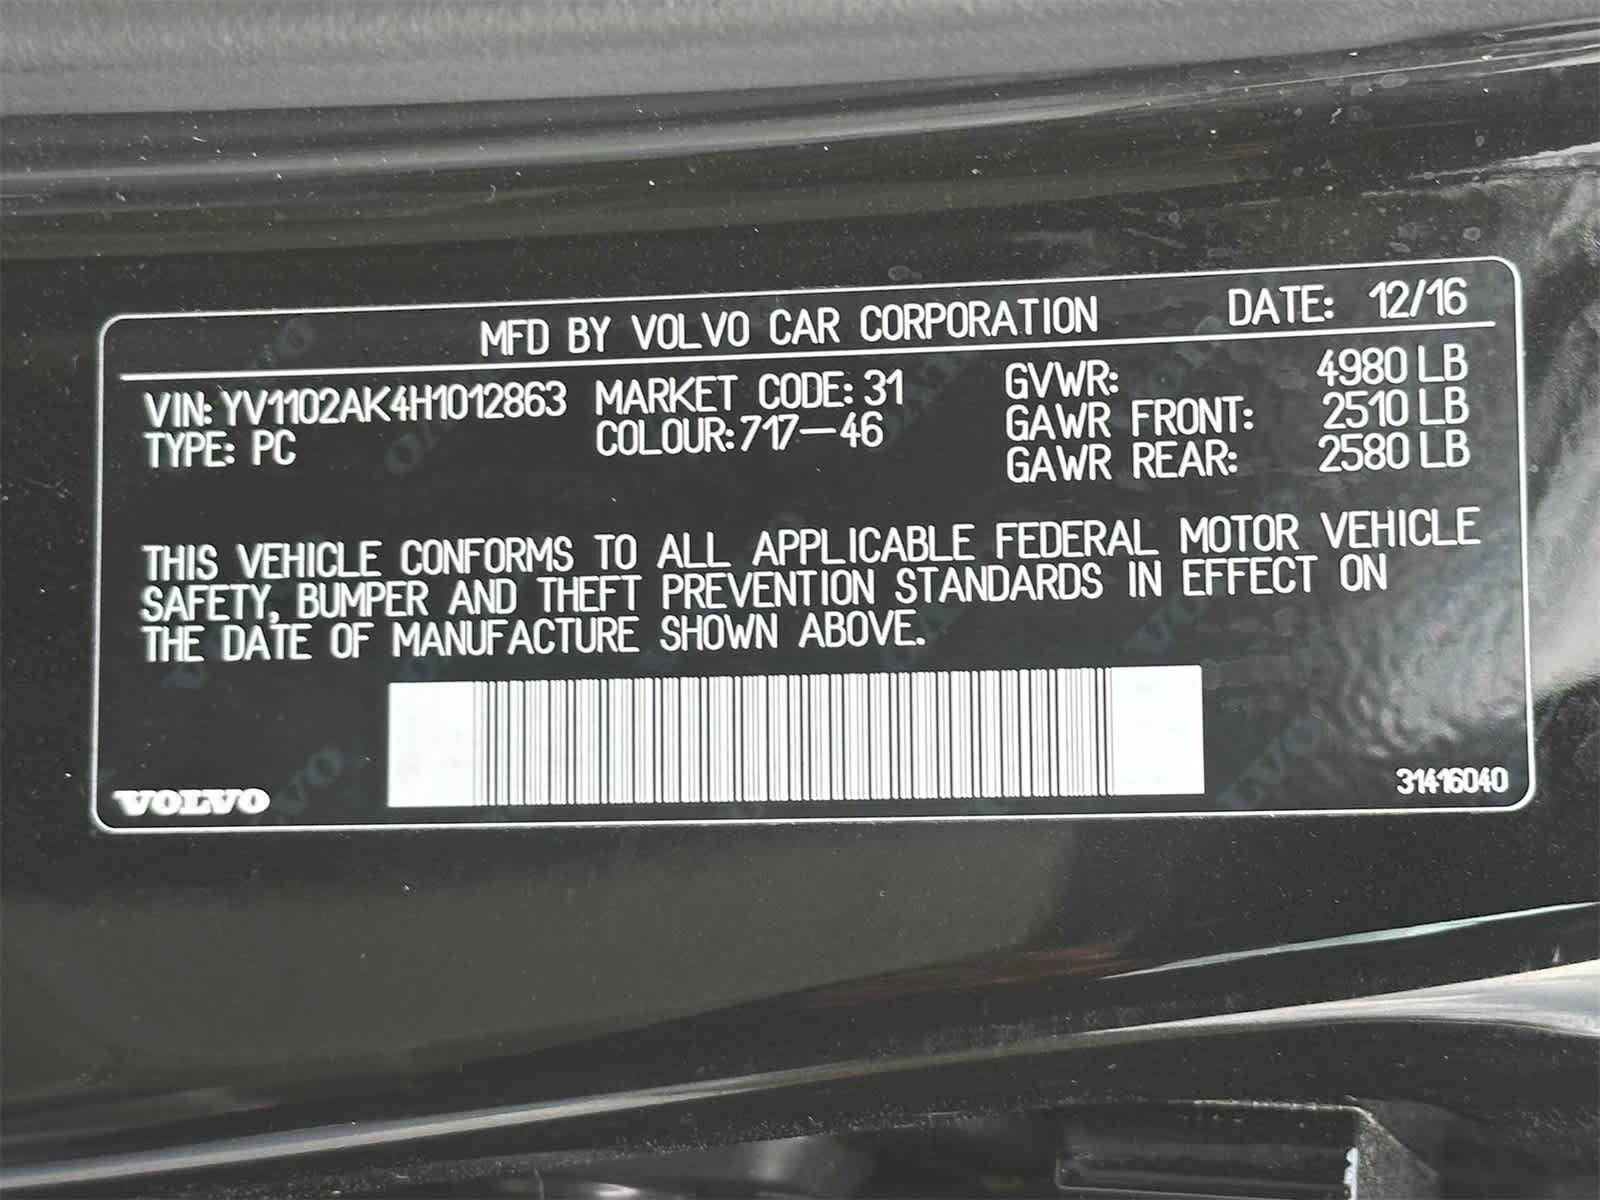 MFD BY VOLVO CAR CORPORATION DATE: 12/16
VIN: YV1102AK4H1012863 MARKET CODE: 31 GVWR: 4980 LB
TYPE: PC COLOUR: 717-46 GAWR FRONT: 2510 LB
GAWR REAR: 2580 LB
THIS VEHICLE CONFORMS TO ALL APPLICABLE FEDERAL MOTOR VEHICLE
SAFETY, BUMPER AND THEFT PREVENTION STANDARDS IN EFFECT ON
THE DATE OF MANUFACTURE SHOWN ABOVE.
VOLVO 31416040